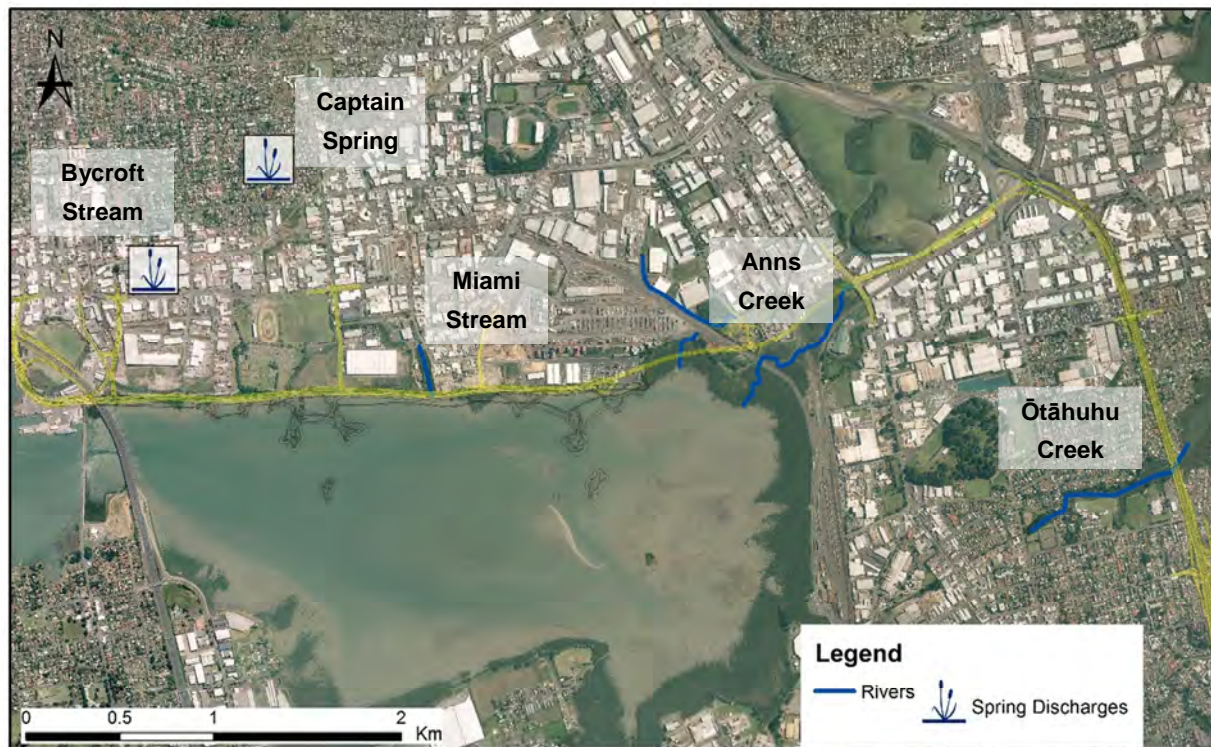 N
Captain
Spring
Bycroft
Stream
Miami
Stream
Anns
Creek
Ōtāhuhu
Creek
Legend
Rivers
Spring Discharges
0 0.5 1 2
Km